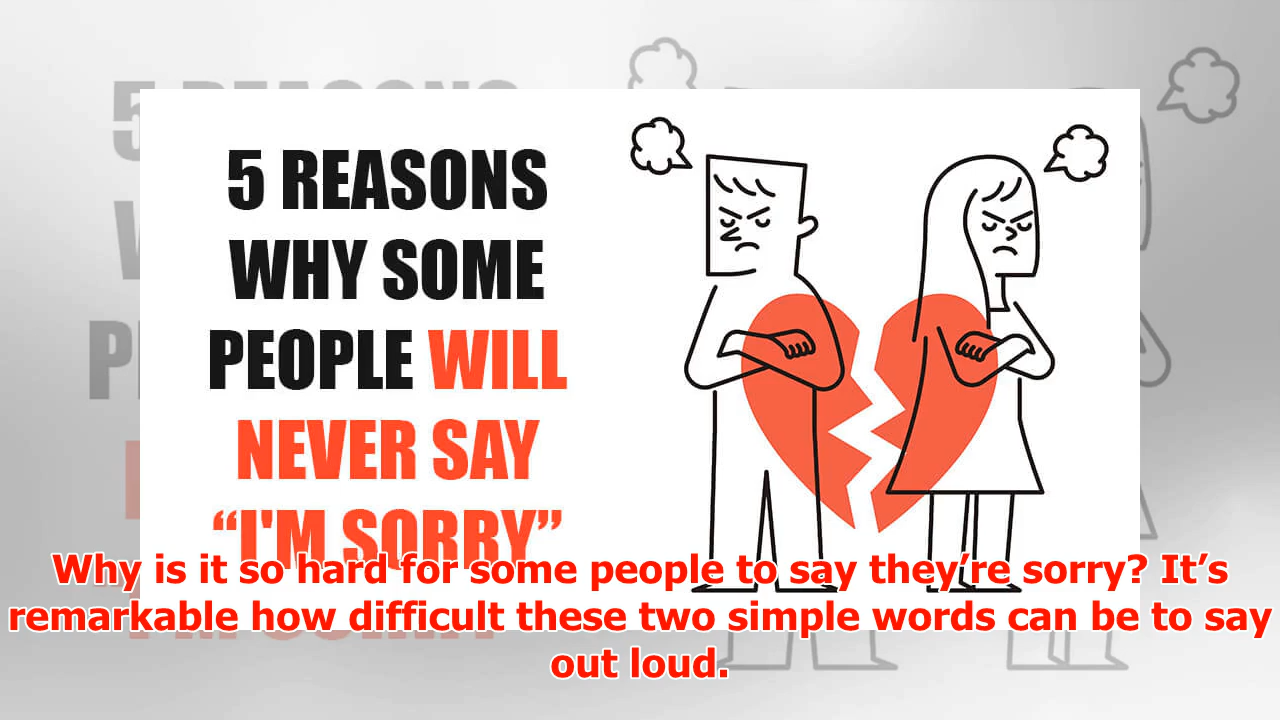 5 REASONS
WHY SOME
PEOPLE WILL
NEVER SAY
“I'M SORRY”
Why is it so hard for some people to say they’re sorry? It’s
remarkable how difficult these two simple words can be to say
out loud.